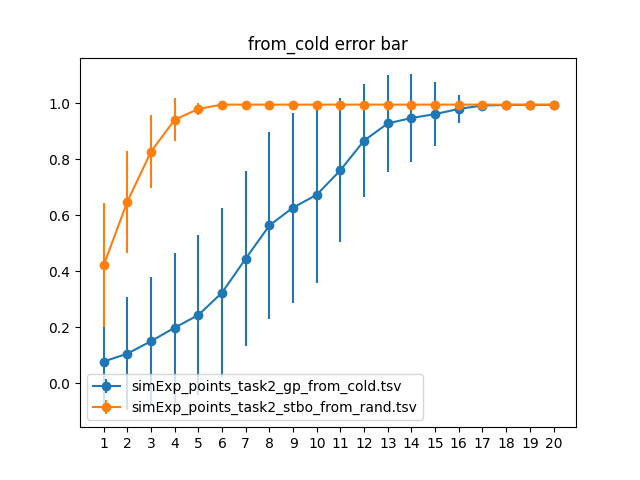 from_cold error bar
1.0
0.8
0.6
0.4
0.2
0.0
simExp_points_task2_gp_from_cold.tsv
simExp_points_task2_stbo_from_rand.tsv
1 2 3 4 5 6 7 8 9 10 11 12 13 14 15 16 17 18 19 20